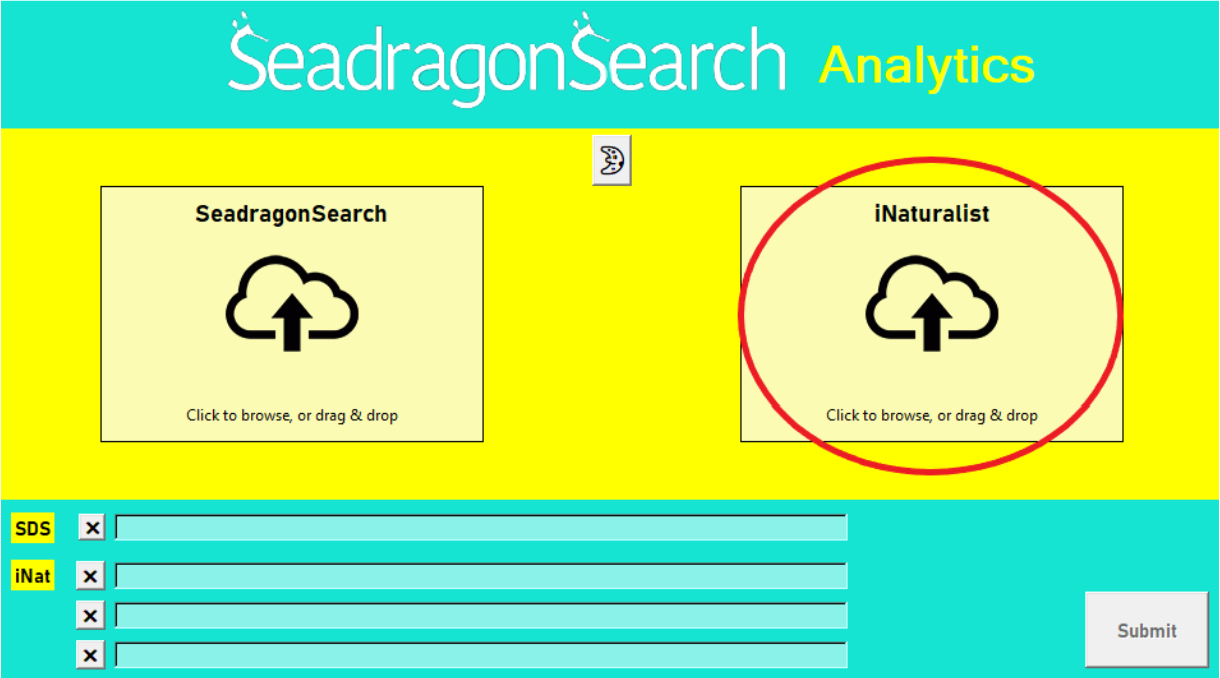 SeadragonSearch Analytics
SeadragonSearch
iNaturalist
Click to browse, or drag & drop
Click to browse, or drag & drop
SDS
iNat
Submit